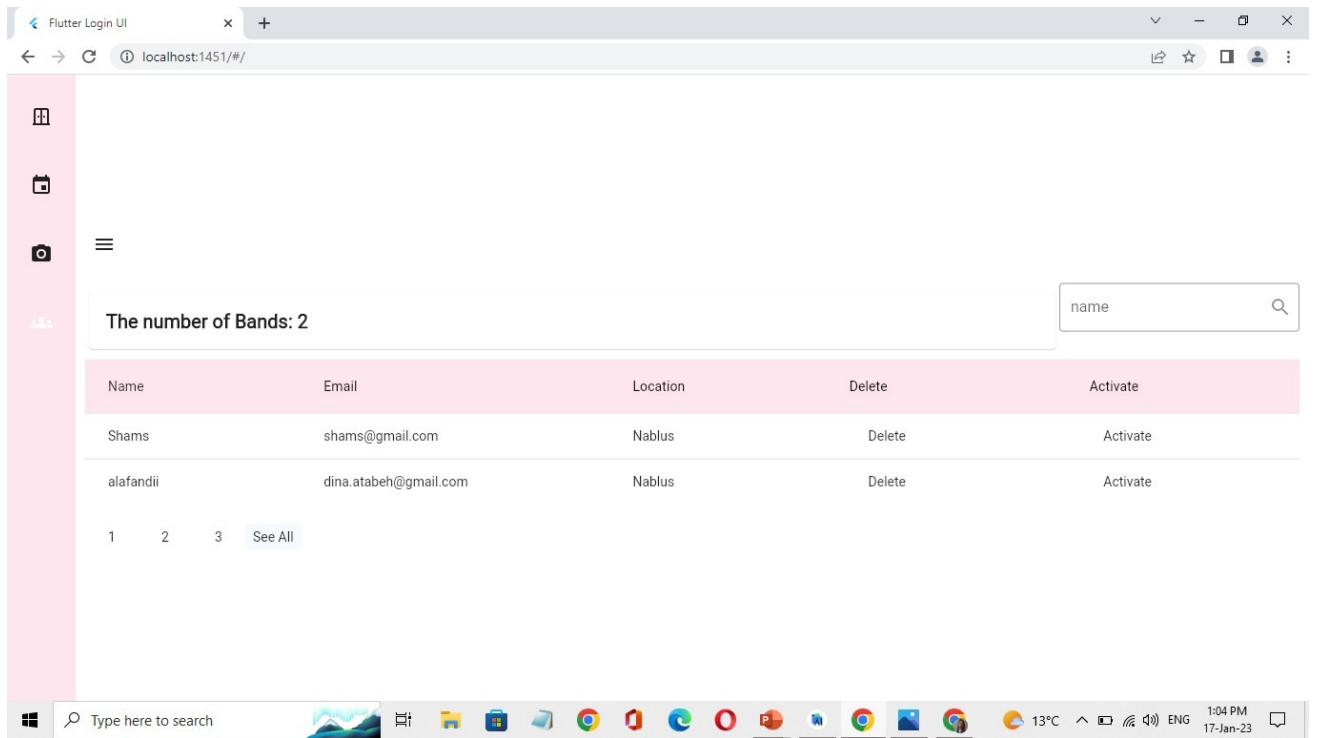 Flutter Login UI
localhost:1451/#/
name
The number of Bands: 2
Name Email Location Delete Activate
Shams shams@gmail.com Nablus Delete Activate
alafandii dina.atabeh@gmail.com Nablus Delete Activate
1 2 3 See All
Type here to search
13°C ENG
1:04 PM
17-Jan-23